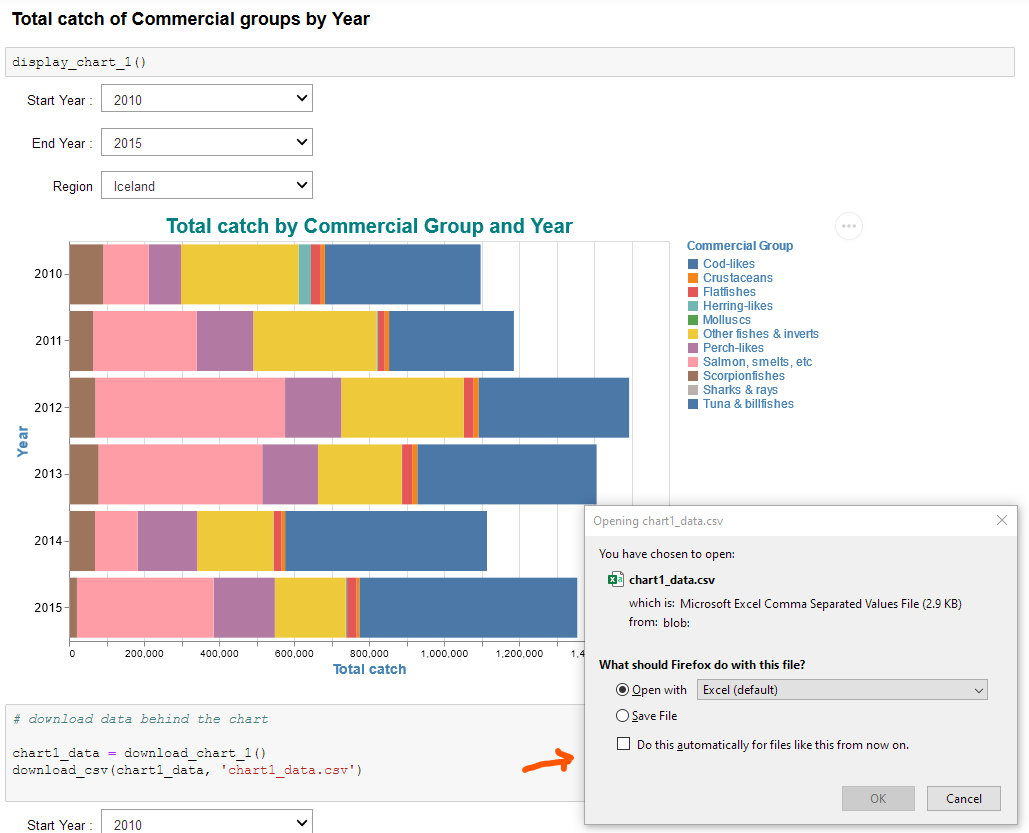 Total catch of Commercial groups by Year
display_chart_1()
Start Year : 2010
End Year : 2015
Region Iceland
Total catch by Commercial Group and Year
Commercial Group
Cod-likes
Crustaceans
Flatfishes
Herring-likes
Molluscs
Other fishes & inverts
Perch-likes
Salmon, smelts, etc
Scorpionfishes
Sharks & rays
Tuna & billfishes
Year
2010
2011
2012
2013
2014
2015
0 200,000 400,000 600,000 800,000 1,000,000 1,200,000 1,4
Total catch
Opening chart1_data.csv
You have chosen to open:
chart1_data.csv
which is: Microsoft Excel Comma Separated Values File (2.9 KB)
from: blob:
What should Firefox do with this file?
Open with Excel (default)
Save File
Do this automatically for files like this from now on.
OK Cancel
# download data behind the chart
chart1_data = download_chart_1()
download_csv(chart1_data, 'chart1_data.csv')
Start Year : 2010